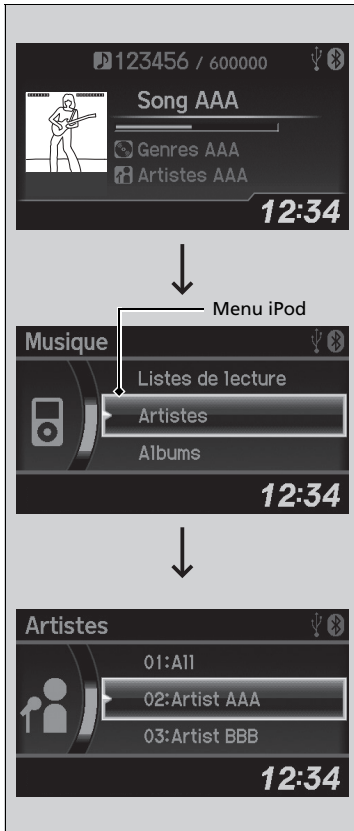 123456 / 600000
Song AAA
Genres AAA
Artistes AAA
12:34
Menu iPod
Musique
Listes de lecture
Artistes
Albums
12:34
Artistes
01:All
02:Artist AAA
03:Artist BBB
12:34